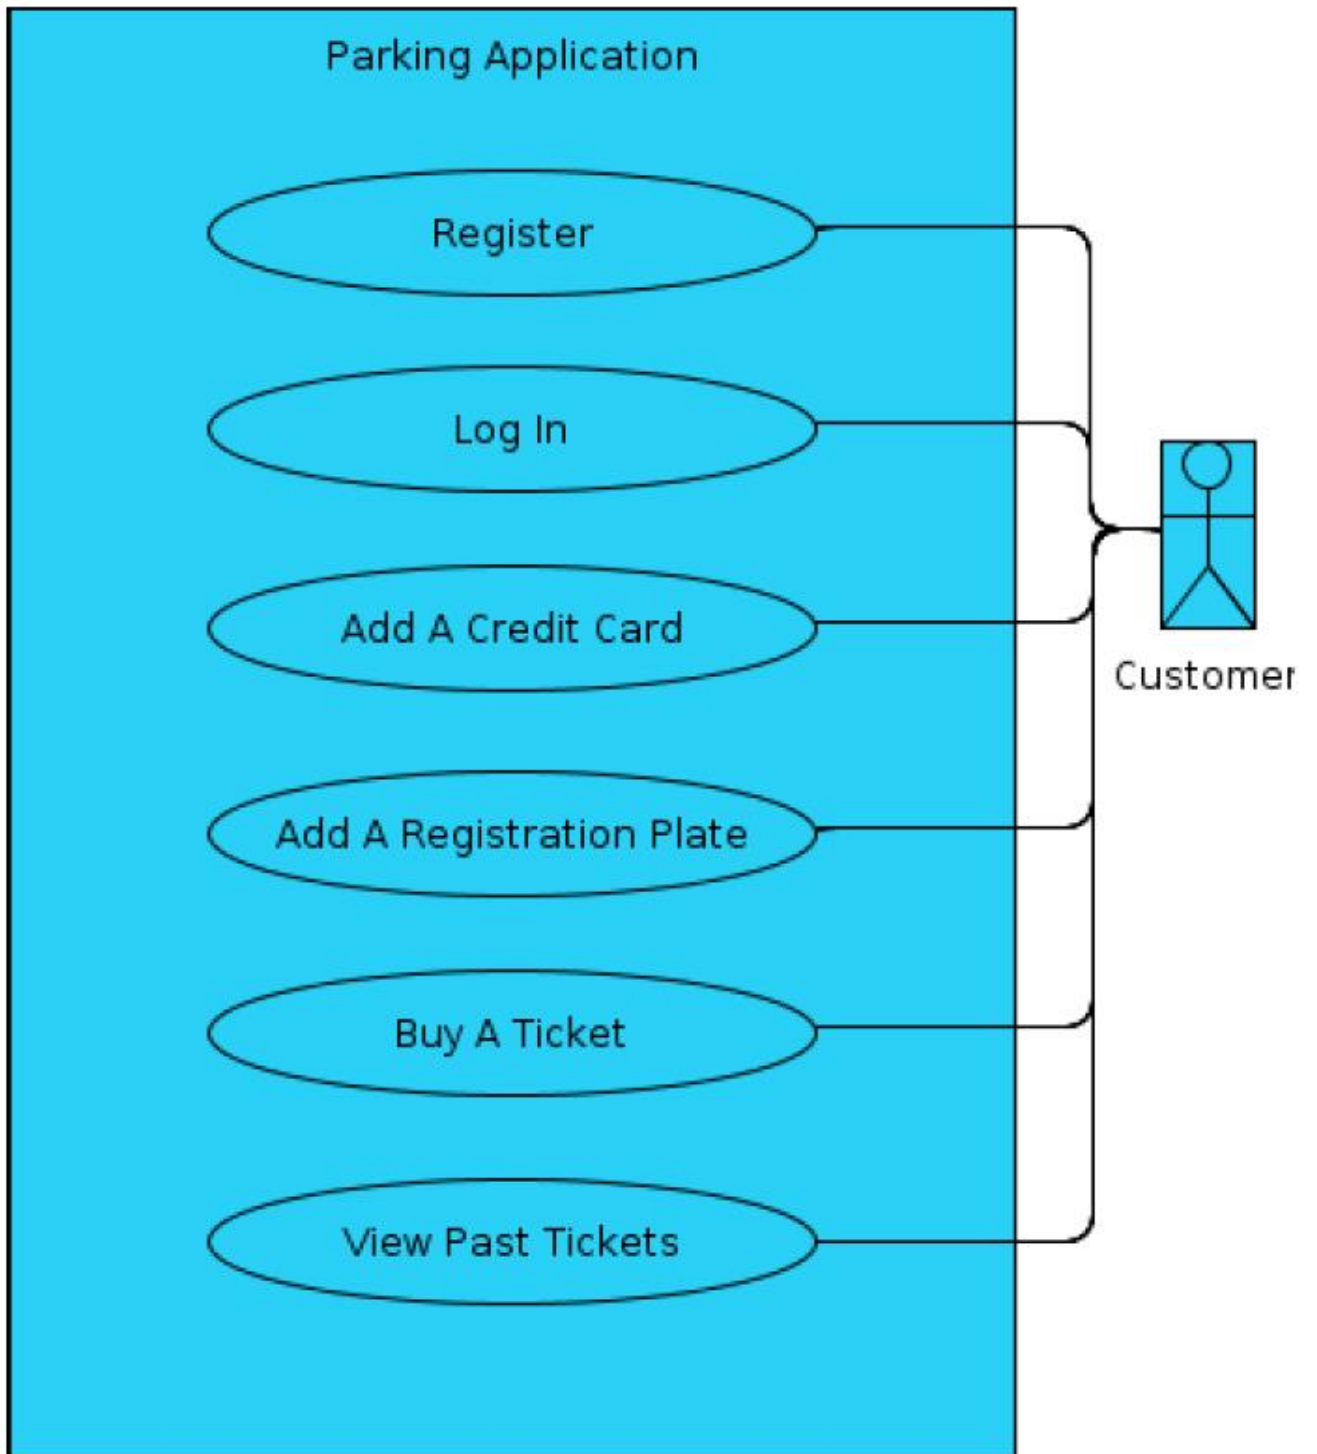 Parking Application
Register
Log In
Add A Credit Card
Customer
Add A Registration Plate
Buy A Ticket
View Past Tickets